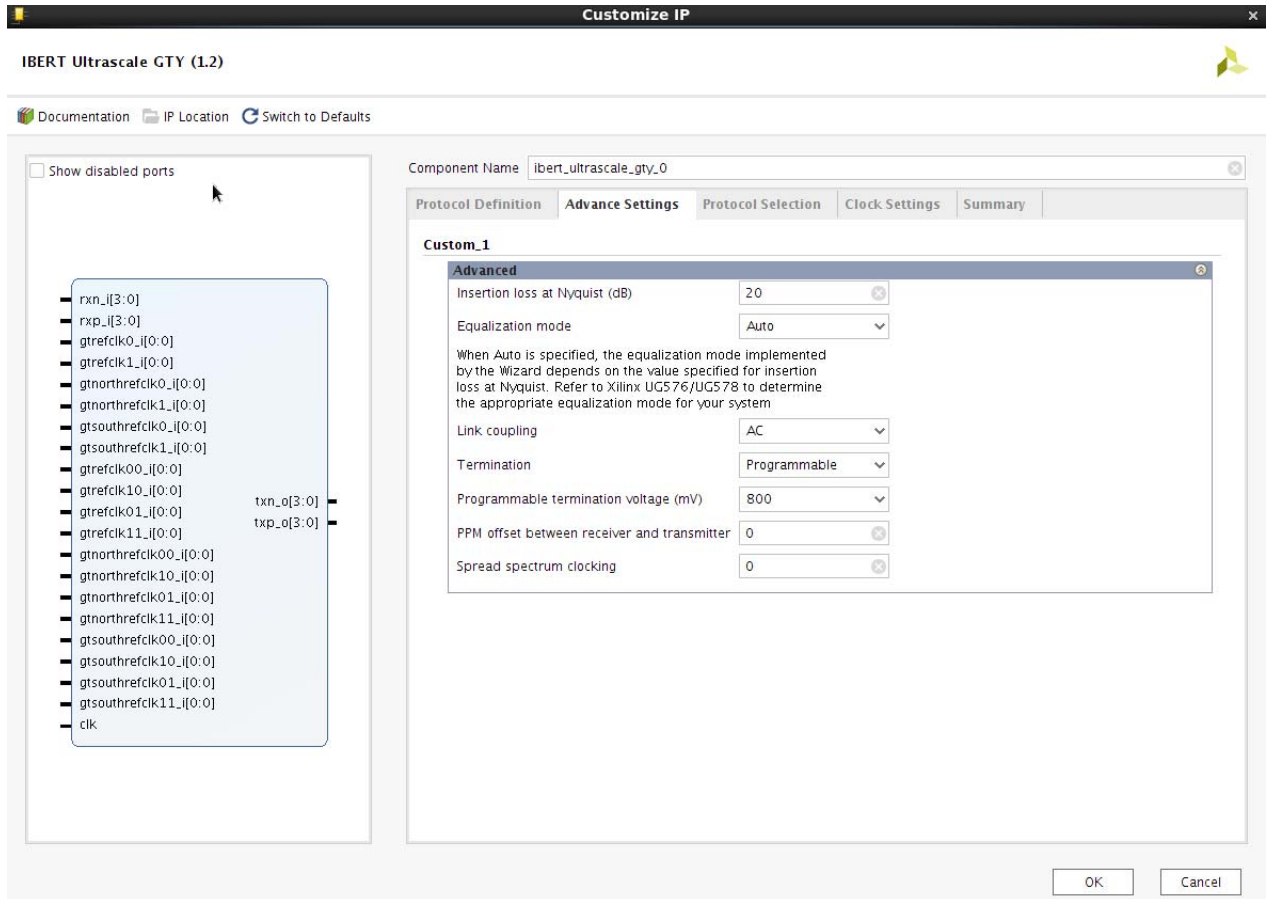 Customize IP
IBERT Ultrascale GTY (1.2)
Documentation IP Location Switch to Defaults
Show disabled ports
rxn_i[3:0]
rxp_i[3:0]
gtrefclk0_i[0:0]
gtrefclk1_i[0:0]
gtnorthrefclk0_i[0:0]
gtnorthrefclk1_i[0:0]
gtsouthrefclk0_i[0:0]
gtsouthrefclk1_i[0:0]
gtrefclk00_i[0:0]
gtrefclk10_i[0:0]
gtrefclk01_i[0:0]
gtrefclk11_i[0:0]
gtnorthrefclk00_i[0:0]
gtnorthrefclk10_i[0:0]
gtnorthrefclk01_i[0:0]
gtnorthrefclk11_i[0:0]
gtsouthrefclk00_i[0:0]
gtsouthrefclk10_i[0:0]
gtsouthrefclk01_i[0:0]
gtsouthrefclk11_i[0:0]
clk
txn_o[3:0]
txp_o[3:0]
Component Name ibert_ultrascale_gty_0
Protocol Definition Advance Settings Protocol Selection Clock Settings Summary
Custom_1
Advanced
Insertion loss at Nyquist (dB) 20
Equalization mode Auto
When Auto is specified, the equalization mode implemented
by the Wizard depends on the value specified for insertion
loss at Nyquist. Refer to Xilinx UG576/UG578 to determine
the appropriate equalization mode for your system
Link coupling AC
Termination Programmable
Programmable termination voltage (mV) 800
PPM offset between receiver and transmitter 0
Spread spectrum clocking 0
OK Cancel